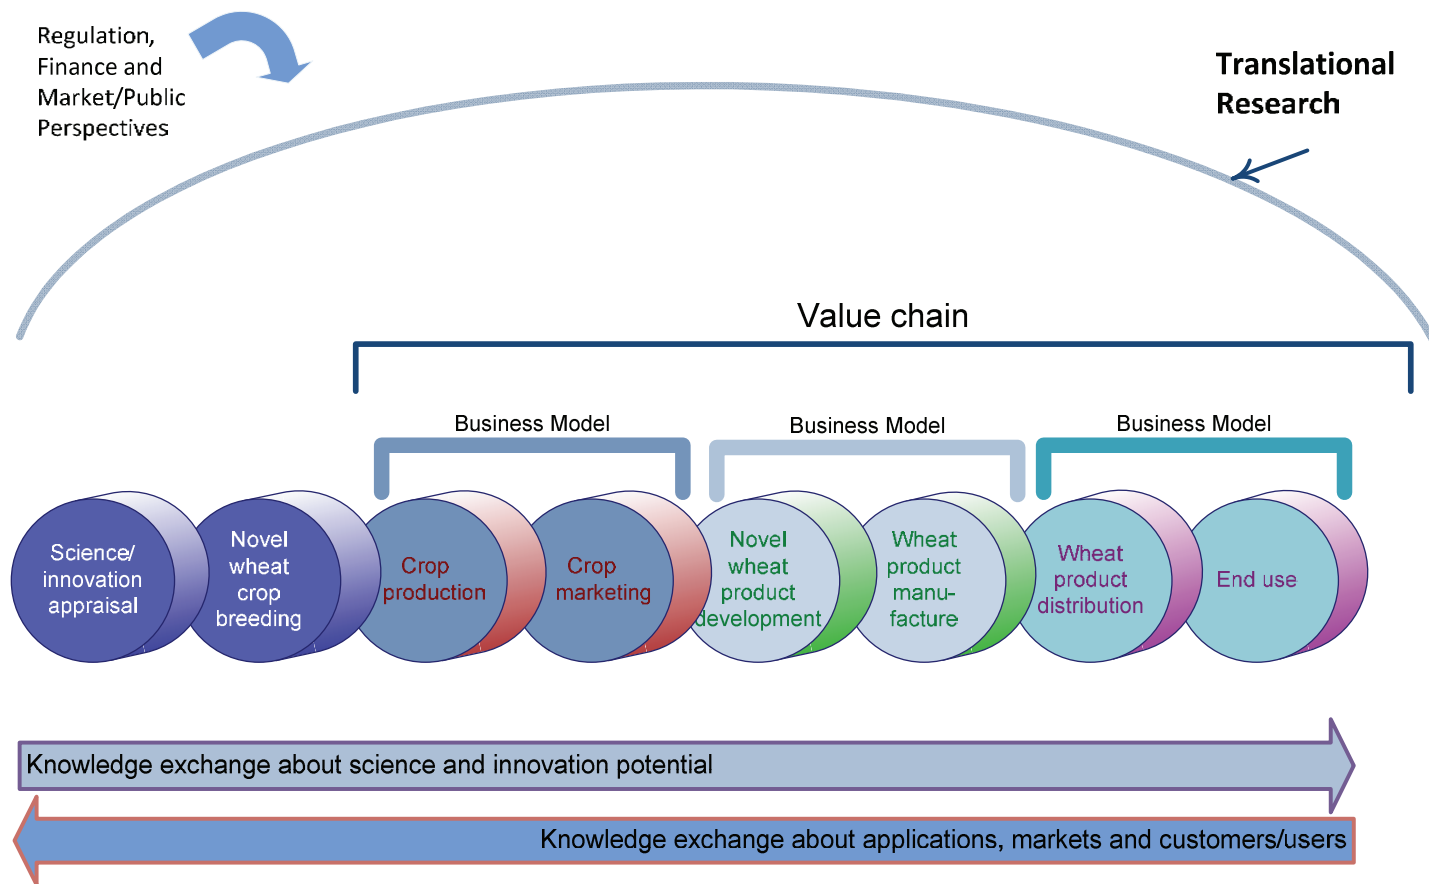 Regulation,
Finance and
Market/Public
Perspectives
Translational
Research
Value chain
Business Model
Business Model
Business Model
Science/
innovation
appraisal
Novel
wheat
crop
breeding
Crop
production
Crop
marketing
Novel
wheat
product
development
Wheat
product
manu-
facture
Wheat
product
distribution
End use
Knowledge exchange about science and innovation potential
Knowledge exchange about applications, markets and customers/users